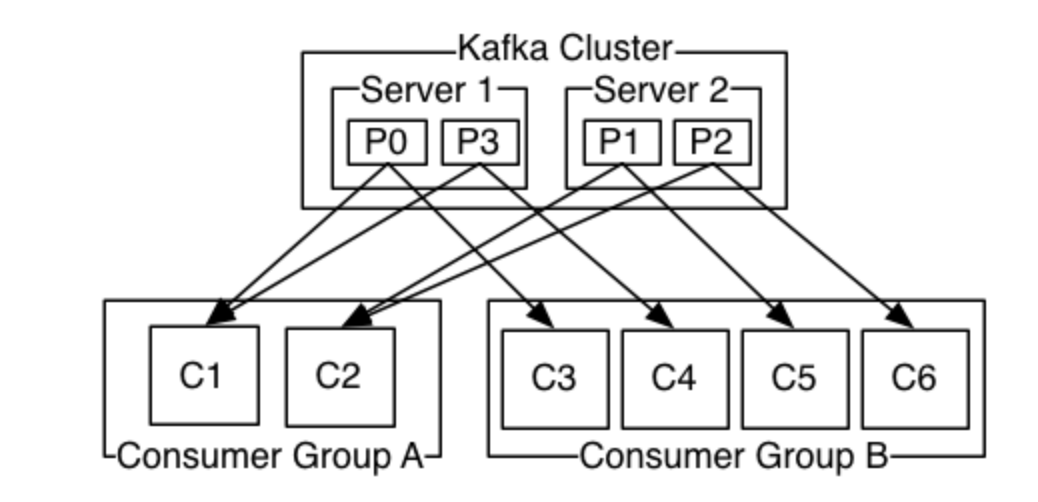 Kafka Cluster
Server 1 Server 2
P0 P3 P1 P2
C1 C2 C3 C4 C5 C6
Consumer Group A Consumer Group B